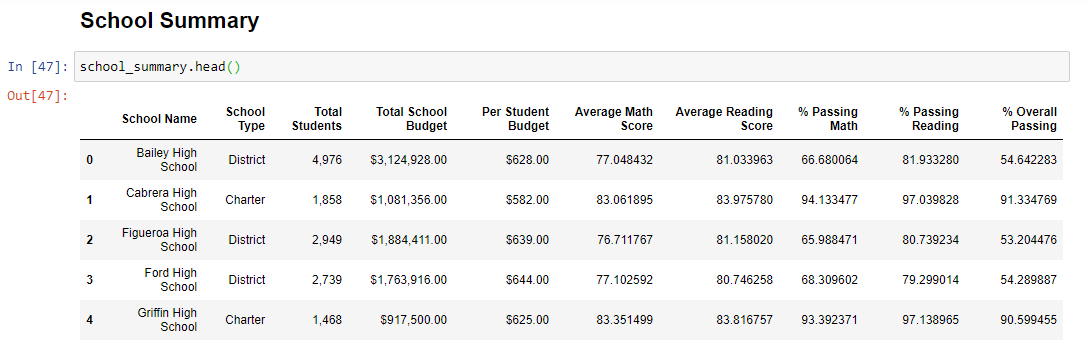 School Summary
In [47]: school_summary.head()
Out[47]:
School Name School Type Total Students Total School Budget Per Student Budget Average Math Score Average Reading Score % Passing Math % Passing Reading % Overall Passing
0 Bailey High School District 4,976 $3,124,928.00 $628.00 77.048432 81.033963 66.680064 81.933280 54.642283
1 Cabrera High School Charter 1,858 $1,081,356.00 $582.00 83.061895 83.975780 94.133477 97.039828 91.334769
2 Figueroa High School District 2,949 $1,884,411.00 $639.00 76.711767 81.158020 65.988471 80.739234 53.204476
3 Ford High School District 2,739 $1,763,916.00 $644.00 77.102592 80.746258 68.309602 79.299014 54.289887
4 Griffin High School Charter 1,468 $917,500.00 $625.00 83.351499 83.816757 93.392371 97.138965 90.599455